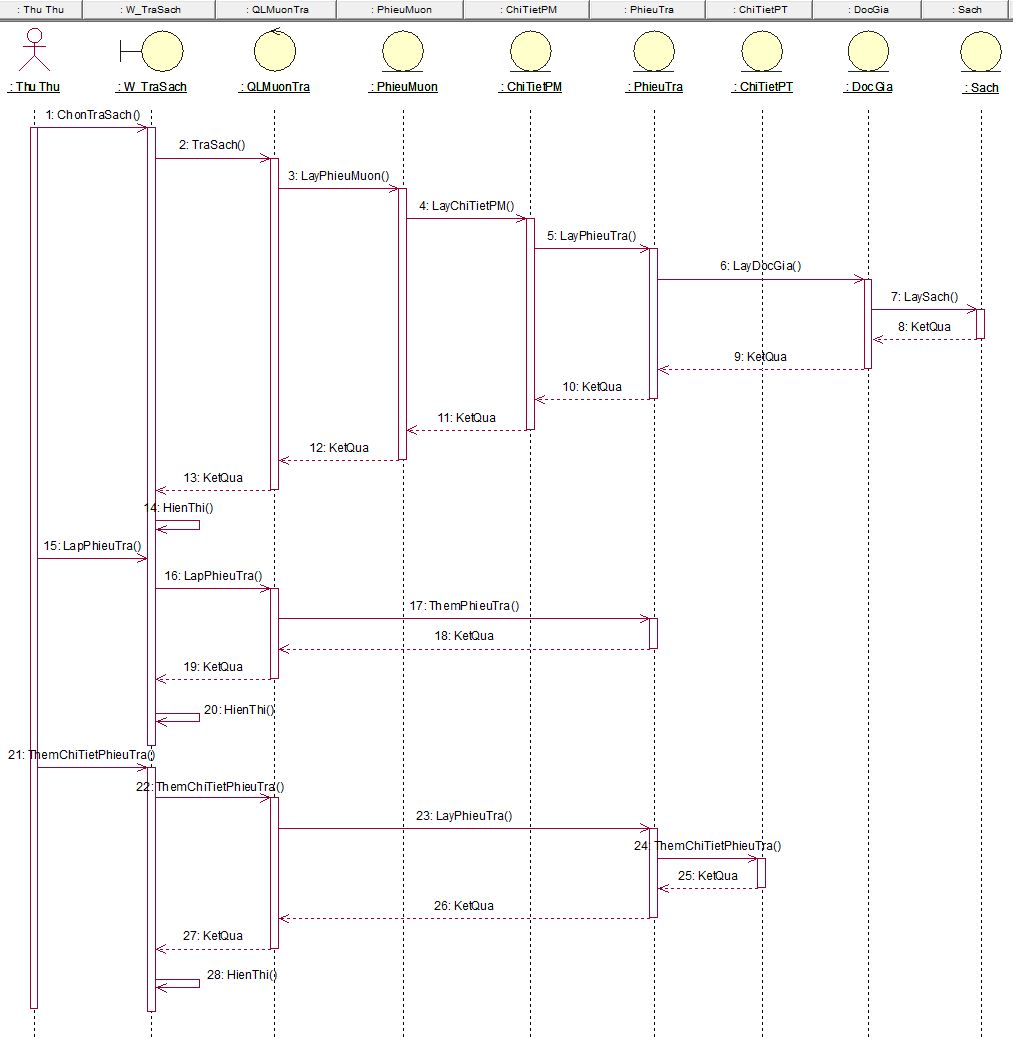 : Thu Thu : W_TraSach : QLMuonTra : PhieuMuon : ChiTietPM : PhieuTra : ChiTietPT : DocGia : Sach
: Thu Thu : W_TraSach : QLMuonTra : PhieuMuon : ChiTietPM : PhieuTra : ChiTietPT : DocGia : Sach
1: ChonTraSach()
2: TraSach()
3: LayPhieuMuon()
4: LayChiTietPM()
5: LayPhieuTra()
6: LayDocGia()
7: LaySach()
8: KetQua
9: KetQua
10: KetQua
11: KetQua
12: KetQua
13: KetQua
14: HienThi()
15: LapPhieuTra()
16: LapPhieuTra()
17: ThemPhieuTra()
18: KetQua
19: KetQua
20: HienThi()
21: ThemChiTietPhieuTra()
22: ThemChiTietPhieuTra()
23: LayPhieuTra()
24: ThemChiTietPhieuTra()
25: KetQua
26: KetQua
27: KetQua
28: HienThi()